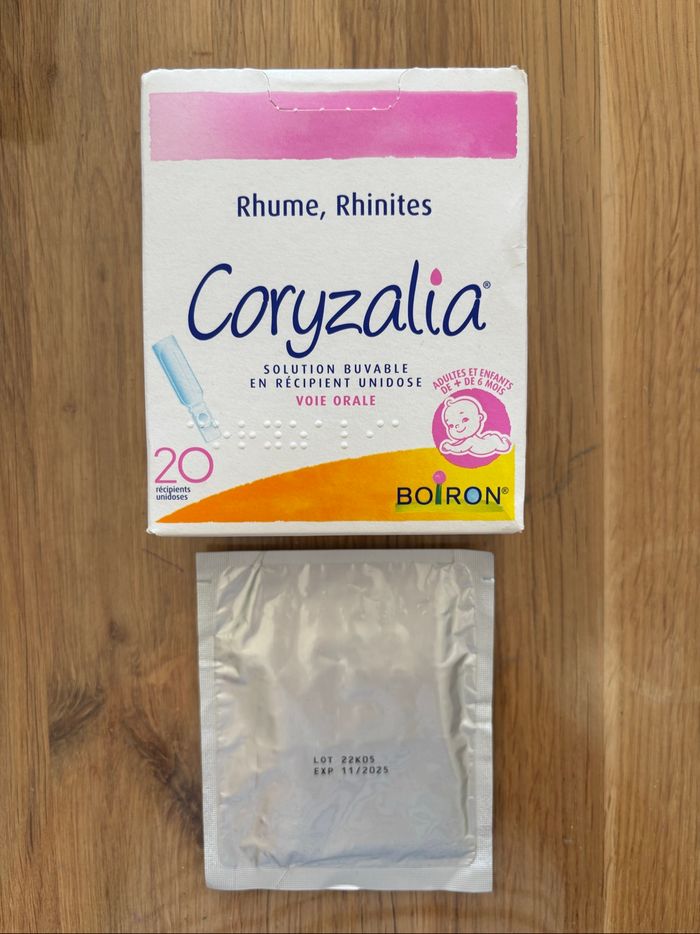 Rhume, Rhinites
Coryzalia®
SOLUTION BUVABLE
EN RÉCIPIENT UNIDOSE
VOIE ORALE
ADULTES ET ENFANTS
DE + DE 6 MOIS
20
récipients
unidoses
BOIRON®
LOT 22K05
EXP 11/2025